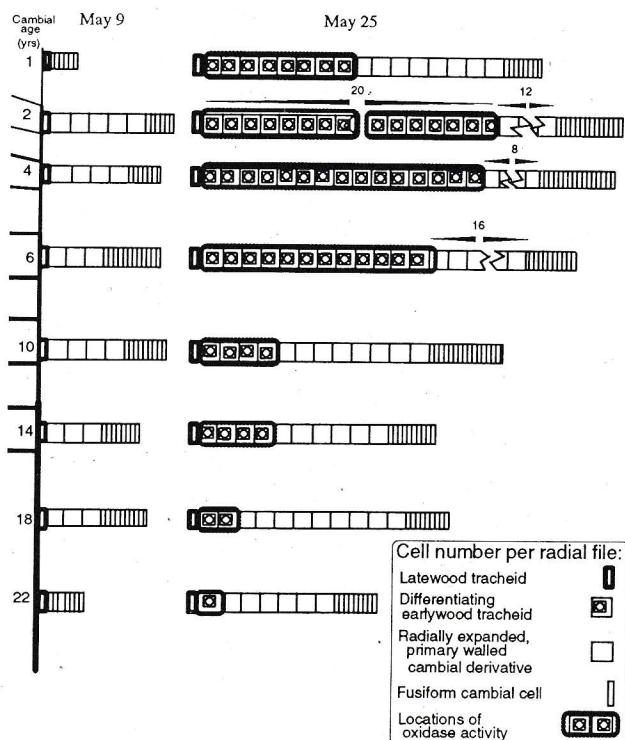 Cambial
age
(yrs)
May 9
May 25
1
20
12
2
8
4
16
6
10
14
18
22
Cell number per radial file:
Latewood tracheid
Differentiating
earlywood tracheid
Radially expanded,
primary walled
cambial derivative
Fusiform cambial cell
Locations of
oxidase activity